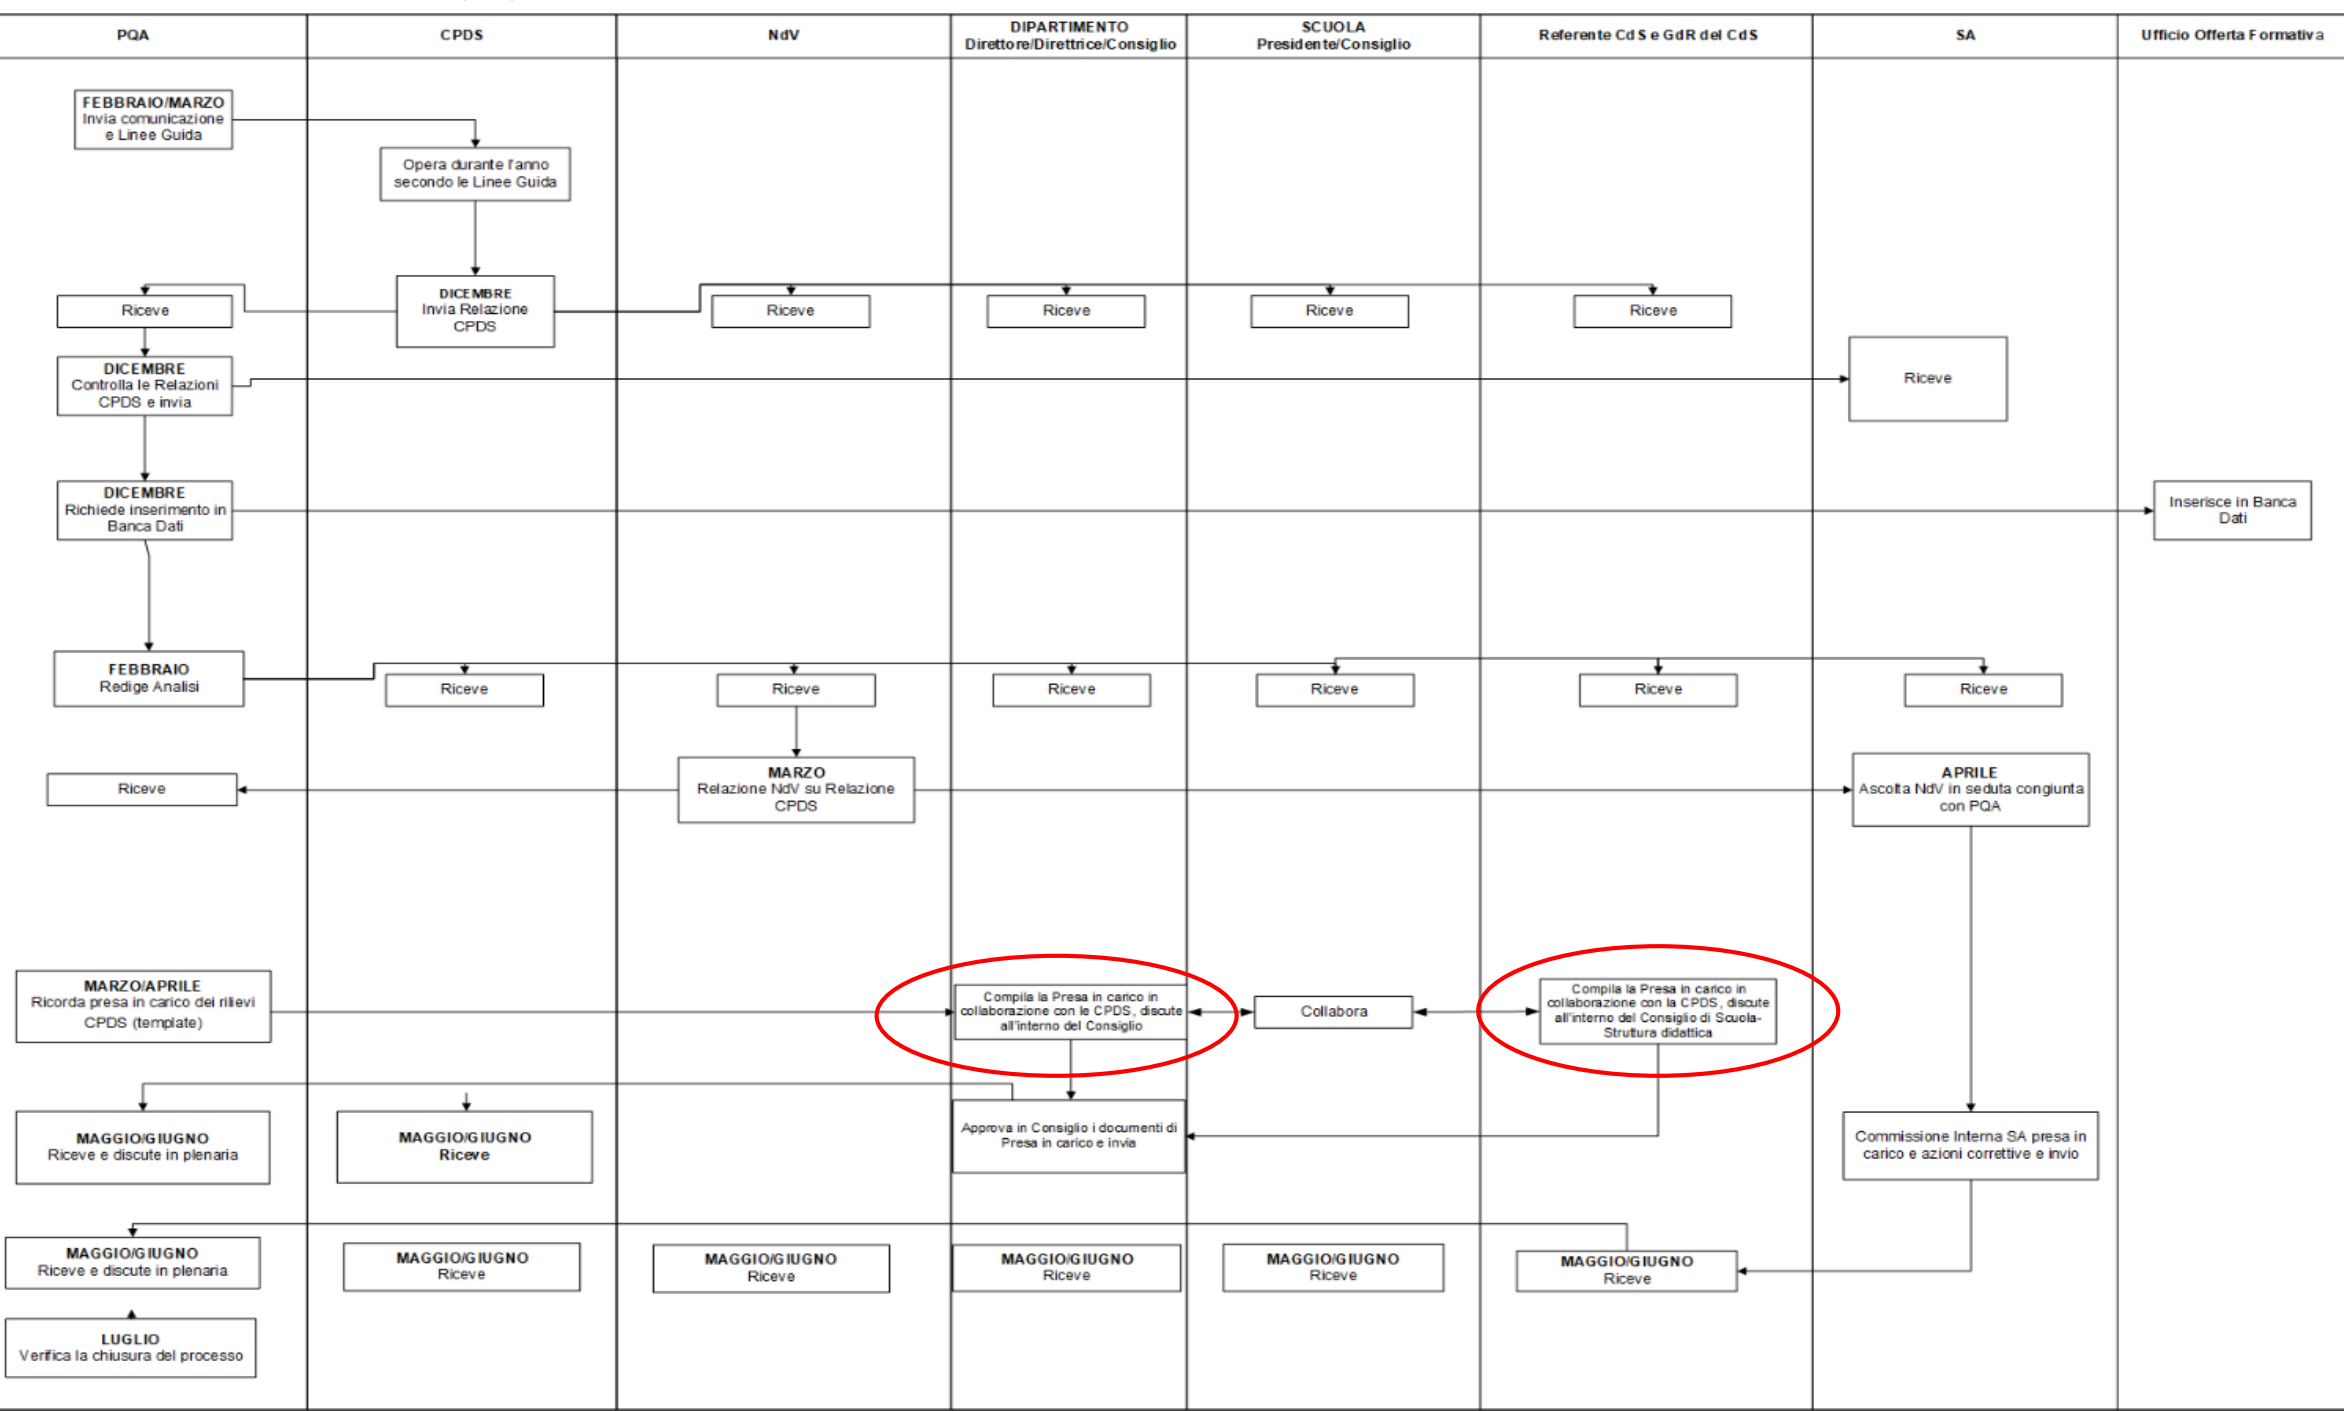 PQA
CPDS
NdV
DIPARTIMENTO
Direttore/Direttrice/Consiglio
SCUOLA
Presidente/Consiglio
Referente CdS e GdR del CdS
SA
Ufficio Offerta Formativa
FEBBRAIO/MARZO
Invia comunicazione
e Linee Guida
Opera durante l'anno
secondo le Linee Guida
Riceve
DICEMBRE
Invia Relazione
CPDS
Riceve
Riceve
Riceve
Riceve
DICEMBRE
Controlla le Relazioni
CPDS e invia
Riceve
DICEMBRE
Richiede inserimento in
Banca Dati
Inserisce in Banca
Dati
FEBBRAIO
Redige Analisi
Riceve
Riceve
Riceve
Riceve
Riceve
Riceve
Riceve
MARZO
Relazione NdV su Relazione
CPDS
APRILE
Ascolta NdV in seduta congiunta
con PQA
MARZO/APRILE
Ricorda presa in carico dei rilievi
CPDS (template)
Compila la Presa in carico in
collaborazione con le CPDS, discute
all'interno del Consiglio
Collabora
Compila la Presa in carico in
collaborazione con la CPDS, discute
all'interno del Consiglio di Scuola-
Struttura didattica
MAGGIO/GIUGNO
Riceve e discute in plenaria
MAGGIO/GIUGNO
Riceve
Approva in Consiglio i documenti di
Presa in carico e invia
Commissione Interna SA presa in
carico e azioni correttive e invio
MAGGIO/GIUGNO
Riceve e discute in plenaria
MAGGIO/GIUGNO
Riceve
MAGGIO/GIUGNO
Riceve
MAGGIO/GIUGNO
Riceve
MAGGIO/GIUGNO
Riceve
MAGGIO/GIUGNO
Riceve
LUGLIO
Verifica la chiusura del processo